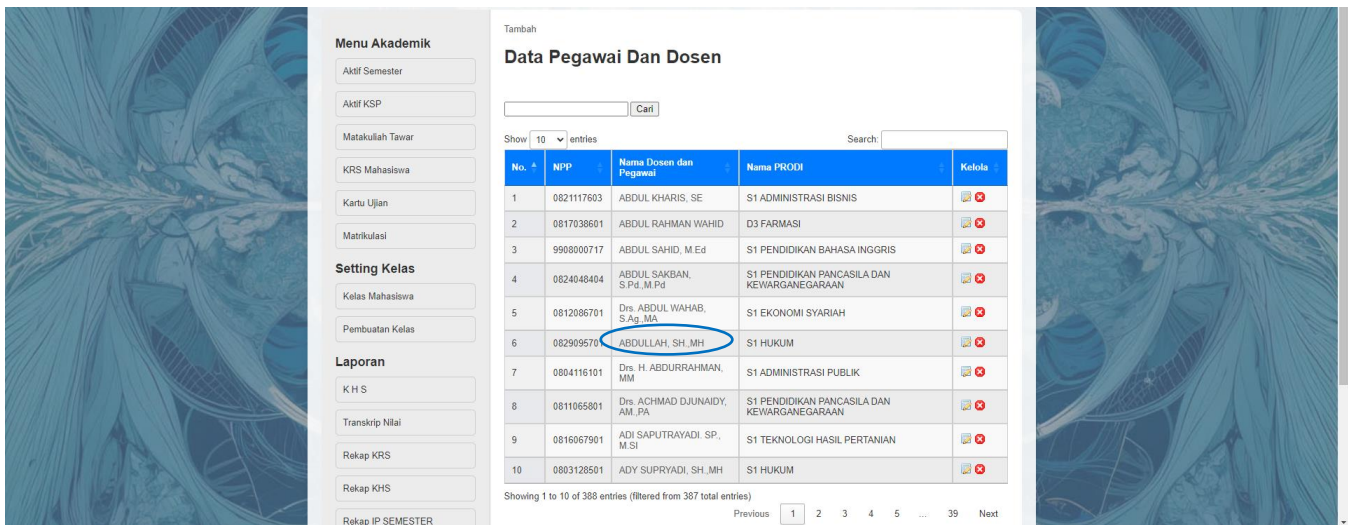 Menu Akademik
Aktif Semester
Aktif KSP
Matakuliah Tawar
KRS Mahasiswa
Kartu Ujian
Matrikulasi
Setting Kelas
Kelas Mahasiswa
Pembuatan Kelas
Laporan
K H S
Transkrip Nilai
Rekap KRS
Rekap KHS
Rekap IP SEMESTER
Tambah
Data Pegawai Dan Dosen
Cari
Show 10 entries
Search:
No. NPP Nama Dosen dan Pegawai Nama PRODI Kelola
1 0821117603 ABDUL KHARIS, SE S1 ADMINISTRASI BISNIS
2 0817038601 ABDUL RAHMAN WAHID D3 FARMASI
3 9908000717 ABDUL SAHID, M.Ed S1 PENDIDIKAN BAHASA INGGRIS
4 0824048404 ABDUL SAKBAN, S.Pd.,M.Pd S1 PENDIDIKAN PANCASILA DAN KEWARGANEGARAAN
5 0812086701 Drs. ABDUL WAHAB, S.Ag.,MA S1 EKONOMI SYARIAH
6 ABDULLAH, SH.,MH S1 HUKUM
7 0804116101 Drs. H. ABDURRAHMAN, MM S1 ADMINISTRASI PUBLIK
8 0811065801 Drs. ACHMAD DJUNAIDY, AM.,PA S1 PENDIDIKAN PANCASILA DAN KEWARGANEGARAAN
9 0816067901 ADI SAPUTRAYADI. SP., M.SI S1 TEKNOLOGI HASIL PERTANIAN
10 0803128501 ADY SUPRYADI, SH.,MH S1 HUKUM
Showing 1 to 10 of 388 entries (filtered from 387 total entries)
Previous 1 2 3 4 5 … 39 Next